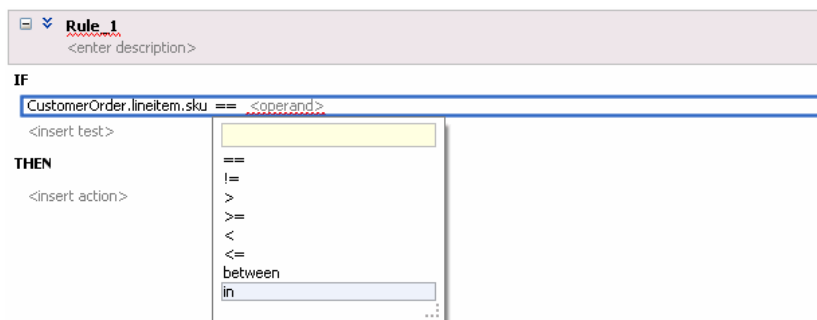 Rule_1
<enter description>
IF
CustomerOrder.lineitem.sku == <operand>
<insert test>
THEN
<insert action>
==
!=
>
>=
<
<=
between
in